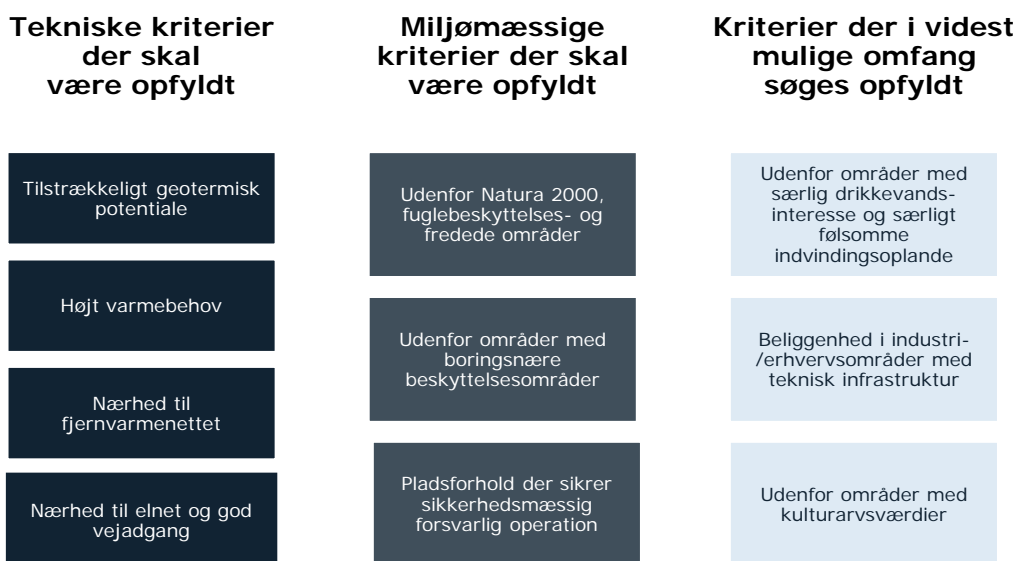 Tekniske kriterier
der skal
være opfyldt
Tilstrækkeligt geotermisk
potentiale
Højt varmebehov
Nærhed til
fjernvarmenettet
Nærhed til elnet og god
vejadgang
Miljømæssige
kriterier der skal
være opfyldt
Udenfor Natura 2000,
fuglebeskyttelses- og
fredede områder
Udenfor områder med
boringsnære
beskyttelsesområder
Pladsforhold der sikrer
sikkerhedsmæssig
forsvarlig operation
Kriterier der i videst
mulige omfang
søges opfyldt
Udenfor områder med
særlig drikkevands-
interesse og særligt
følsomme
indvindingsoplande
Beliggenhed i industri-
/erhvervsområder med
teknisk infrastruktur
Udenfor områder med
kulturarvsværdier